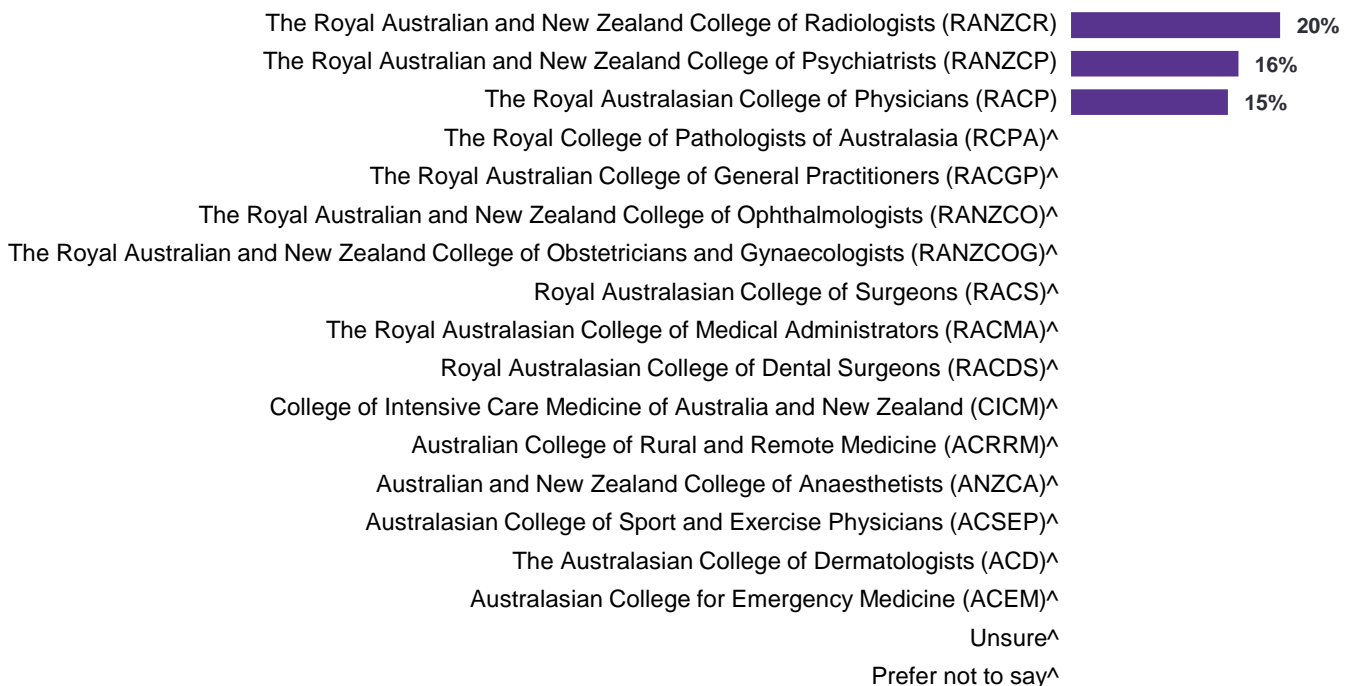 The Royal Australian and New Zealand College of Radiologists (RANZCR) 20%
The Royal Australian and New Zealand College of Psychiatrists (RANZCP) 16%
The Royal Australasian College of Physicians (RACP) 15%
The Royal College of Pathologists of Australasia (RCPA)^
The Royal Australian College of General Practitioners (RACGP)^
The Royal Australian and New Zealand College of Ophthalmologists (RANZCO)^
The Royal Australian and New Zealand College of Obstetricians and Gynaecologists (RANZCOG)^
Royal Australasian College of Surgeons (RACS)^
The Royal Australasian College of Medical Administrators (RACMA)^
Royal Australasian College of Dental Surgeons (RACDS)^
College of Intensive Care Medicine of Australia and New Zealand (CICM)^
Australian College of Rural and Remote Medicine (ACRRM)^
Australian and New Zealand College of Anaesthetists (ANZCA)^
Australasian College of Sport and Exercise Physicians (ACSEP)^
The Australasian College of Dermatologists (ACD)^
Australasian College for Emergency Medicine (ACEM)^
Unsure^
Prefer not to say^